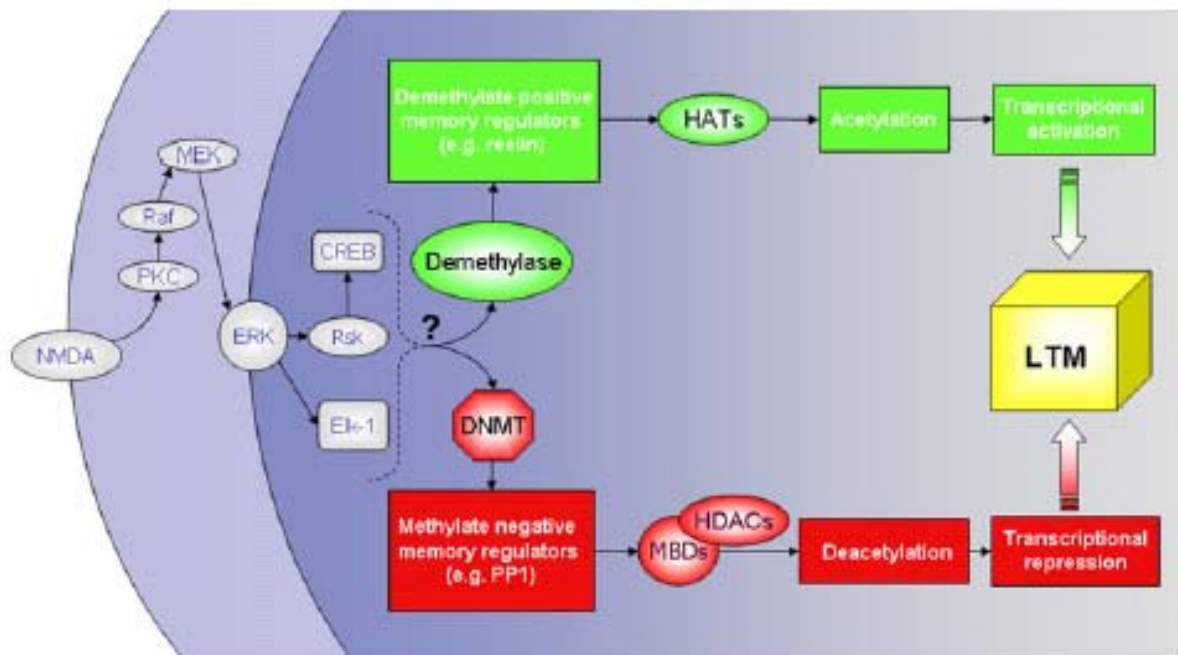 Demethylate positive
memory regulators
(e.g. reelin)
HATs
Acetylation
Transcriptional
activation
MEK
Raf
PKC
NMDA
ERK
CREB
Rsk
Elk-1
?
Demethylase
DNMT
LTM
Methylate negative
memory regulators
(e.g. PP1)
HDACs
MBDs
Deacetylation
Transcriptional
repression